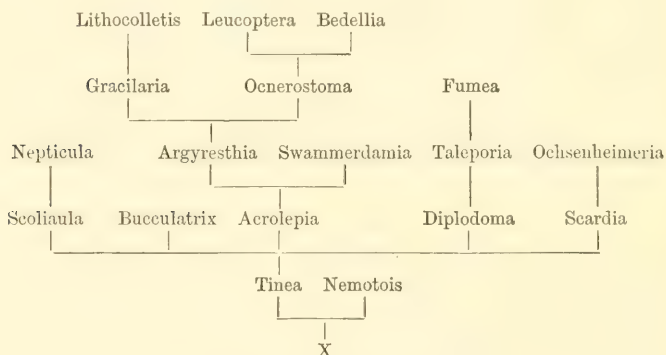 Lithocolletis Leucoptera Bedellia
Gracilaria Ocnerostoma Fumea
Nepticula Argyresthia Swammerdamia Taleporia Ochsenheimeria
Scoliaula Bucculatrix Acrolepia Diplodoma Scardia
Tinea Nemotois
X